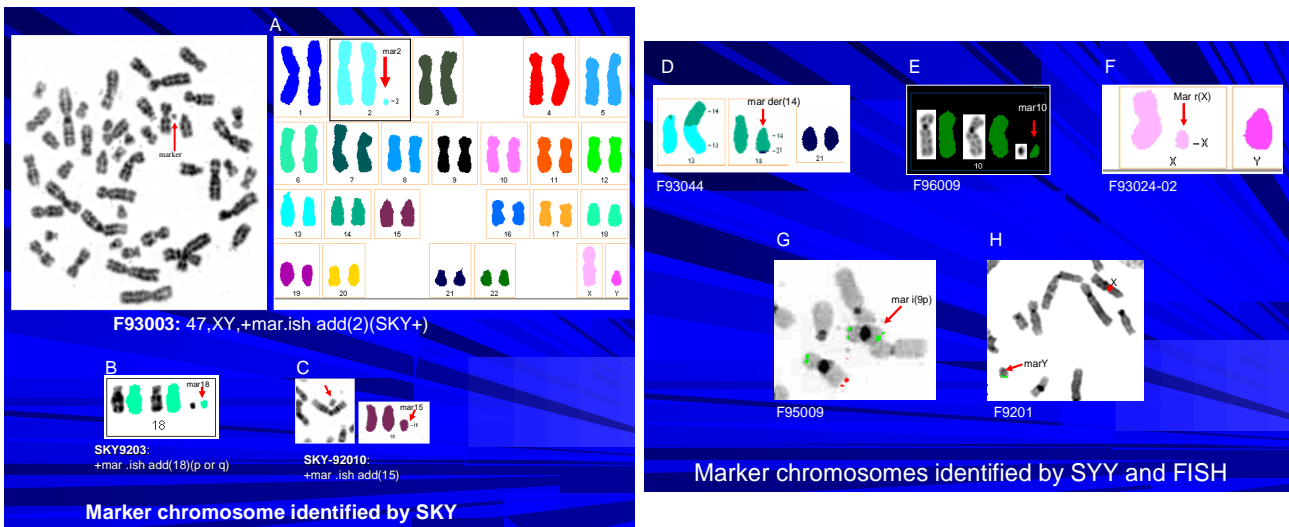 A
marker
mar2
2
1 2 3 4 5
6 7 8 9 10 11 12
13 14 15 16 17 18
19 20 21 22 X Y
F93003: 47,XY,+mar.ish add(2)(SKY+)
B
mar18
18
SKY9203:
+mar .ish add(18)(p or q)
C
mar15
SKY-92010:
+mar .ish add(15)
Marker chromosome identified by SKY
D
mar der(14)
14
13
14
21
13 21
F93044
E
mar10
10
F96009
F
Mar r(X)
X
X Y
F93024-02
G
mar i(9p)
F95009
H
X
marY
F9201
Marker chromosomes identified by SYY and FISH